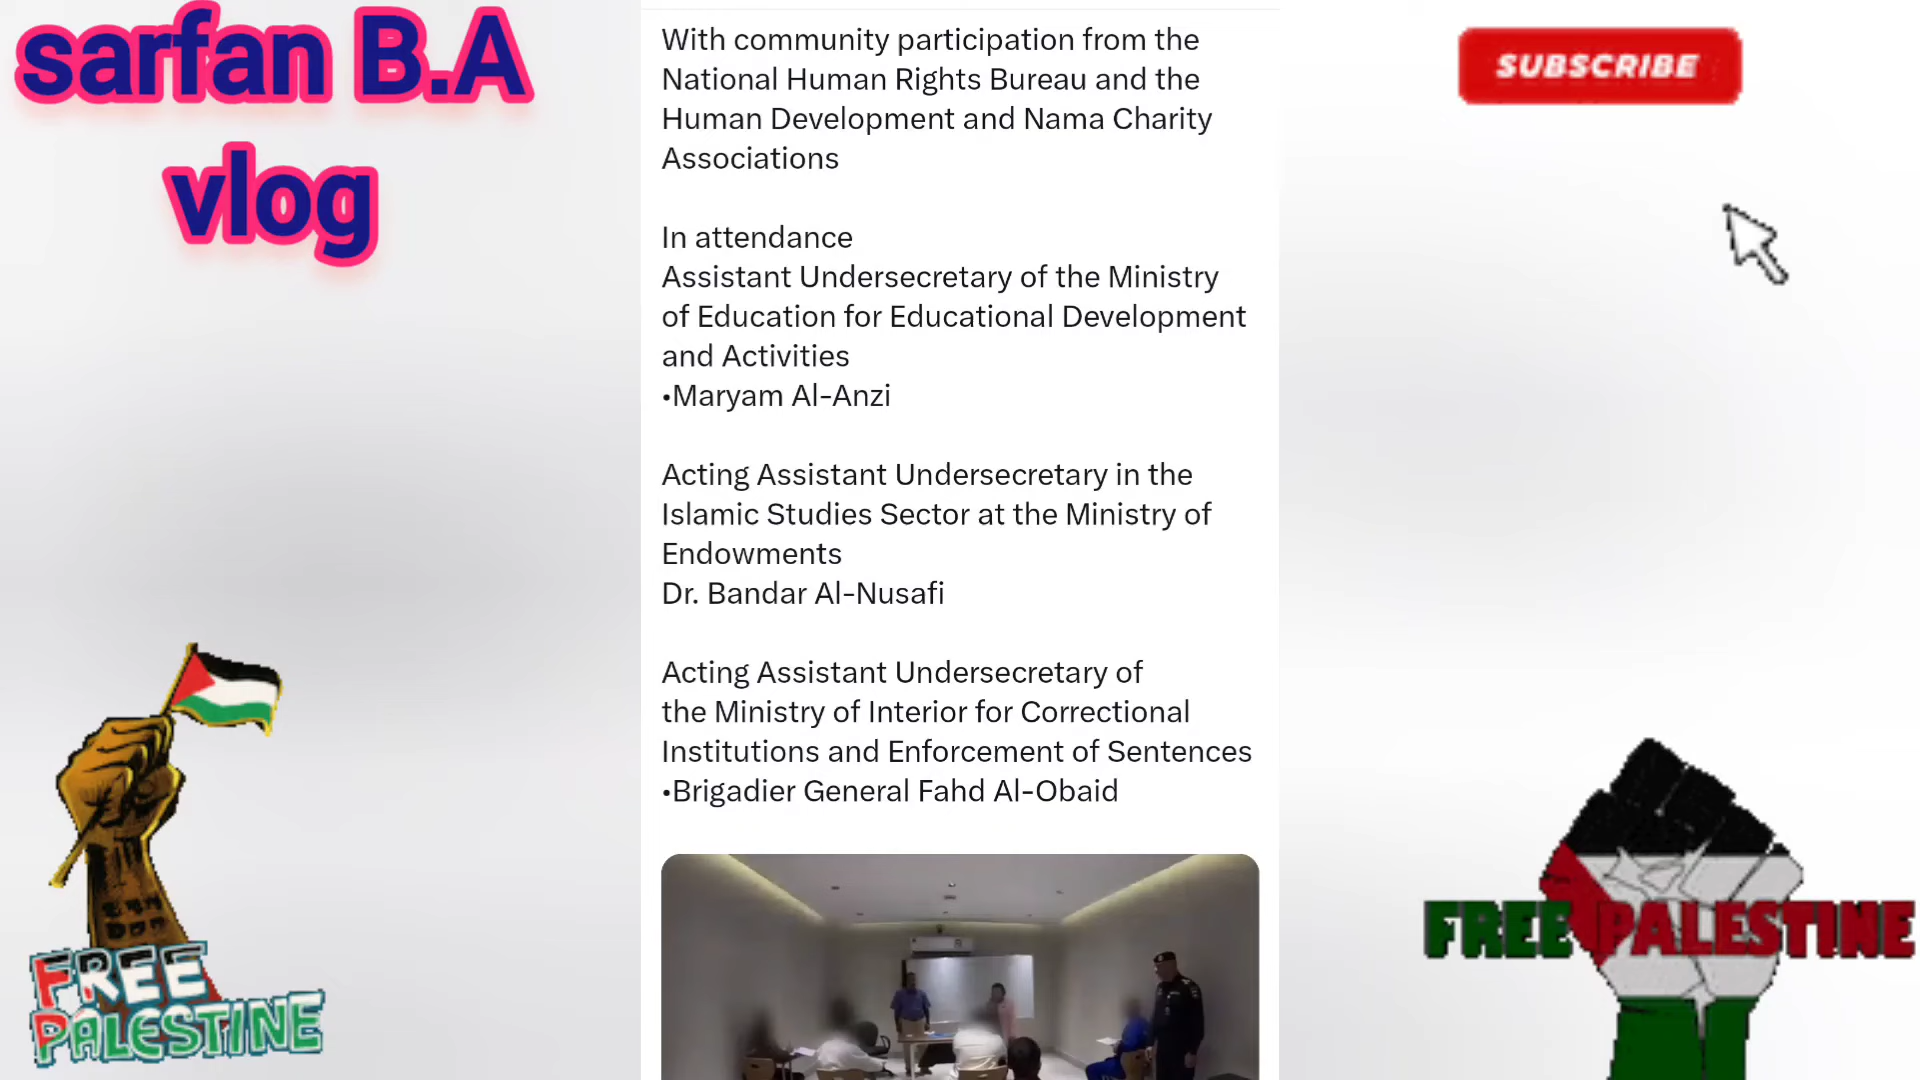 sarfan B.A
vlog
SUBSCRIBE
With community participation from the
National Human Rights Bureau and the
Human Development and Nama Charity
Associations
In attendance
Assistant Undersecretary of the Ministry
of Education for Educational Development
and Activities
•Maryam Al-Anzi
Acting Assistant Undersecretary in the
Islamic Studies Sector at the Ministry of
Endowments
Dr. Bandar Al-Nusafi
Acting Assistant Undersecretary of
the Ministry of Interior for Correctional
Institutions and Enforcement of Sentences
•Brigadier General Fahd Al-Obaid
FREE
PALESTINE
FREE PALESTINE